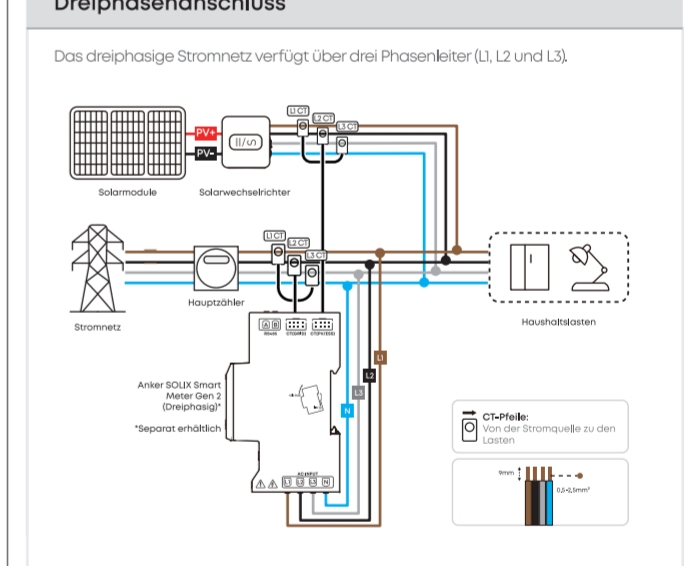 Dreiphasenanschluss
Das dreiphasige Stromnetz verfügt über drei Phasenleiter (L1, L2 und L3).
L1 CT
L2 CT
L3 CT
PV+
PV-
Solarmodule
Solarwechselrichter
L1 CT
L2 CT
L3 CT
Stromnetz
Hauptzähler
Haushaltslasten
A B
RS485
L1
L2
L3
N
Anker SOLIX Smart
Meter Gen 2
(Dreiphasig)*
*Separat erhältlich
AC INPUT
L1 L2 L3 N
CT-Pfeile:
Von der Stromquelle zu den
Lasten
9mm
0,5-2,5mm²